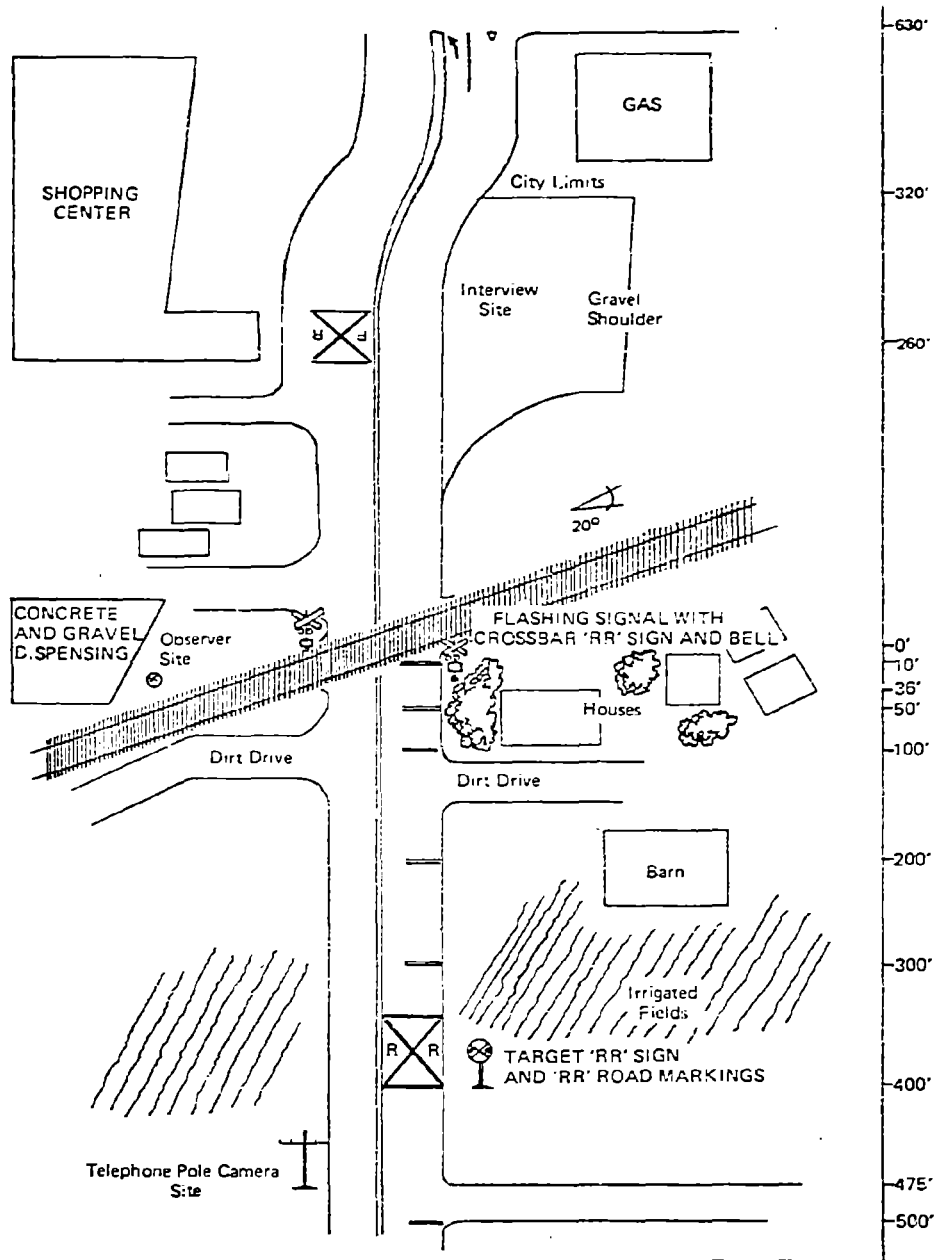 630'
GAS
City Limits
320'
SHOPPING
CENTER
Interview
Site
Gravel
Shoulder
R R
260'
20°
CONCRETE
AND GRAVEL
D.SPENSING
Observer
Site
FLASHING SIGNAL WITH
CROSSBAR 'RR' SIGN AND BELL
0'
10'
36'
50'
Houses
100'
Dirt Drive
Dirt Drive
200'
Barn
300'
Irrigated
Fields
R R
TARGET 'RR' SIGN
AND 'RR' ROAD MARKINGS
400'
Telephone Pole Camera
Site
475'
500'